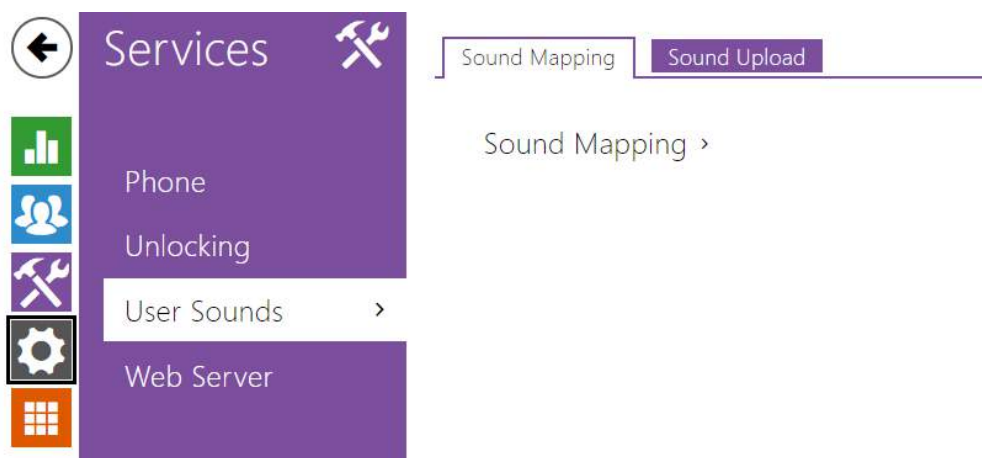 Services
Phone
Unlocking
User Sounds
Web Server
Sound Mapping
Sound Upload
Sound Mapping